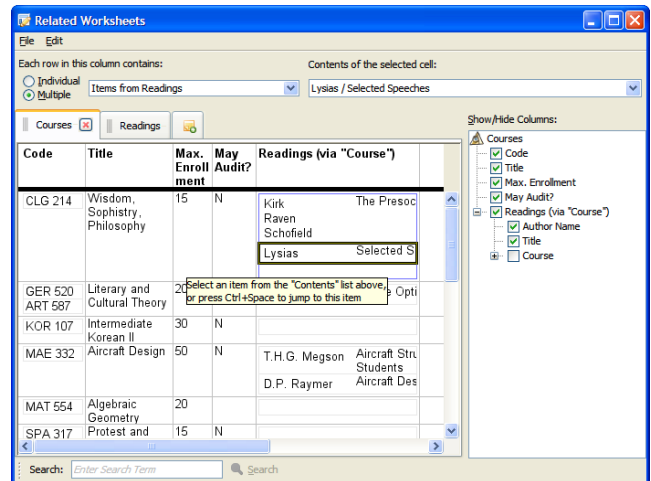 Related Worksheets
File Edit
Each row in this column contains:
Individual
Multiple
Items from Readings
Contents of the selected cell:
Lysias / Selected Speeches
Courses Readings
Show/Hide Columns:
Courses
Code
Title
Max. Enrollment
May Audit?
Readings (via "Course")
Author Name
Title
Course
Code Title Max. May Readings (via "Course")
Enroll Audit?
ment
CLG 214 Wisdom, 15 N Kirk The Presoc
Sophistry, Raven
Philosophy Schofield
Lysias Selected S
Select an item from the "Contents" list above,
or press Ctrl+Space to jump to this item
GER 520 Literary and 20 Opti
ART 587 Cultural Theory
KOR 107 Intermediate 30 N
Korean II
MAE 332 Aircraft Design 50 N T.H.G. Megson Aircraft Stru
Students
D.P. Raymer Aircraft Des
MAT 554 Algebraic 20
Geometry
SPA 317 Protest and 15 N
Search: Enter Search Term Search